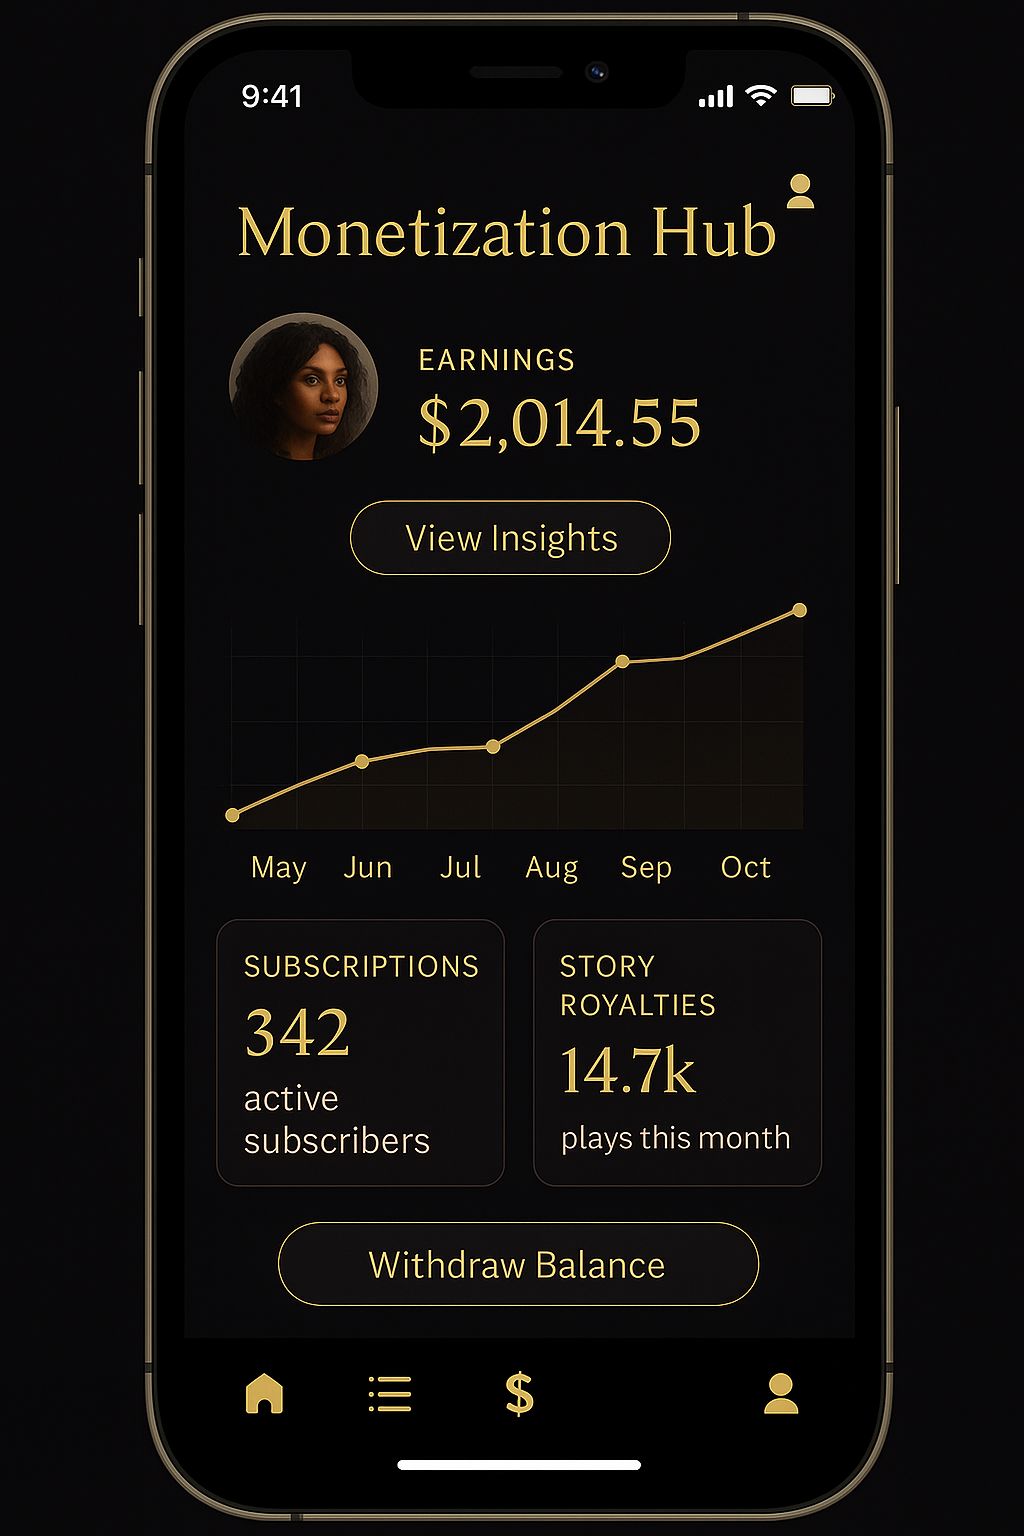 9:41
Monetization Hub
EARNINGS
$2,014.55
View Insights
May Jun Jul Aug Sep Oct
SUBSCRIPTIONS
342
active
subscribers
STORY
ROYALTIES
14.7k
plays this month
Withdraw Balance
$